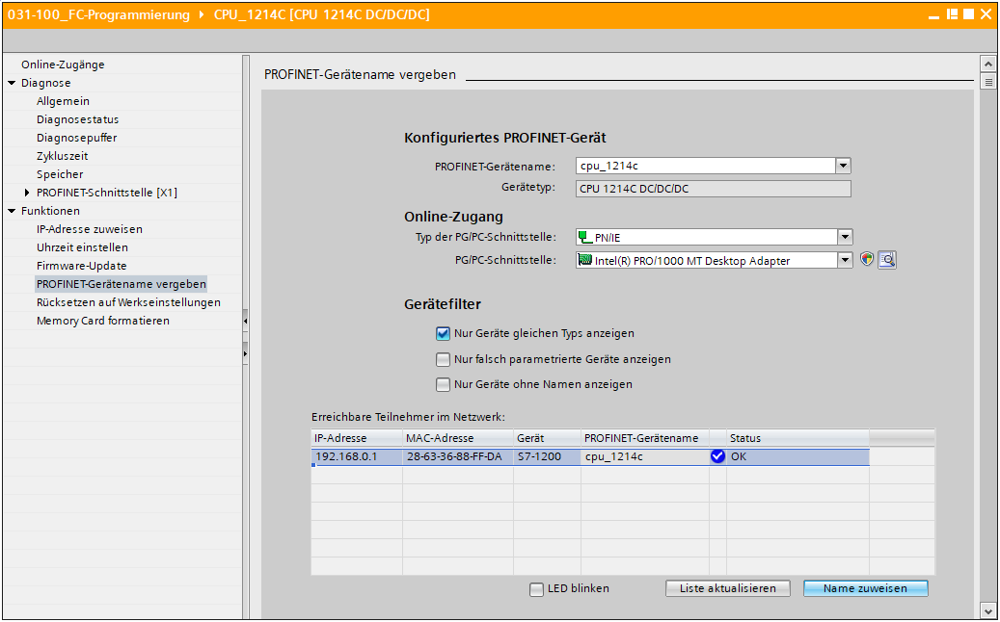 031-100_FC-Programmierung ▸ CPU_1214C [CPU 1214C DC/DC/DC]
Online-Zugänge
Diagnose
Allgemein
Diagnosestatus
Diagnosepuffer
Zykluszeit
Speicher
PROFINET-Schnittstelle [X1]
Funktionen
IP-Adresse zuweisen
Uhrzeit einstellen
Firmware-Update
PROFINET-Gerätename vergeben
Rücksetzen auf Werkseinstellungen
Memory Card formatieren
PROFINET-Gerätename vergeben
Konfiguriertes PROFINET-Gerät
PROFINET-Gerätename: cpu_1214c
Gerätetyp: CPU 1214C DC/DC/DC
Online-Zugang
Typ der PG/PC-Schnittstelle: PN/IE
PG/PC-Schnittstelle: Intel(R) PRO/1000 MT Desktop Adapter
Gerätefilter
Nur Geräte gleichen Typs anzeigen
Nur falsch parametrierte Geräte anzeigen
Nur Geräte ohne Namen anzeigen
Erreichbare Teilnehmer im Netzwerk:
IP-Adresse MAC-Adresse Gerät PROFINET-Gerätename Status
192.168.0.1 28-63-36-88-FF-DA S7-1200 cpu_1214c OK
LED blinken Liste aktualisieren Name zuweisen